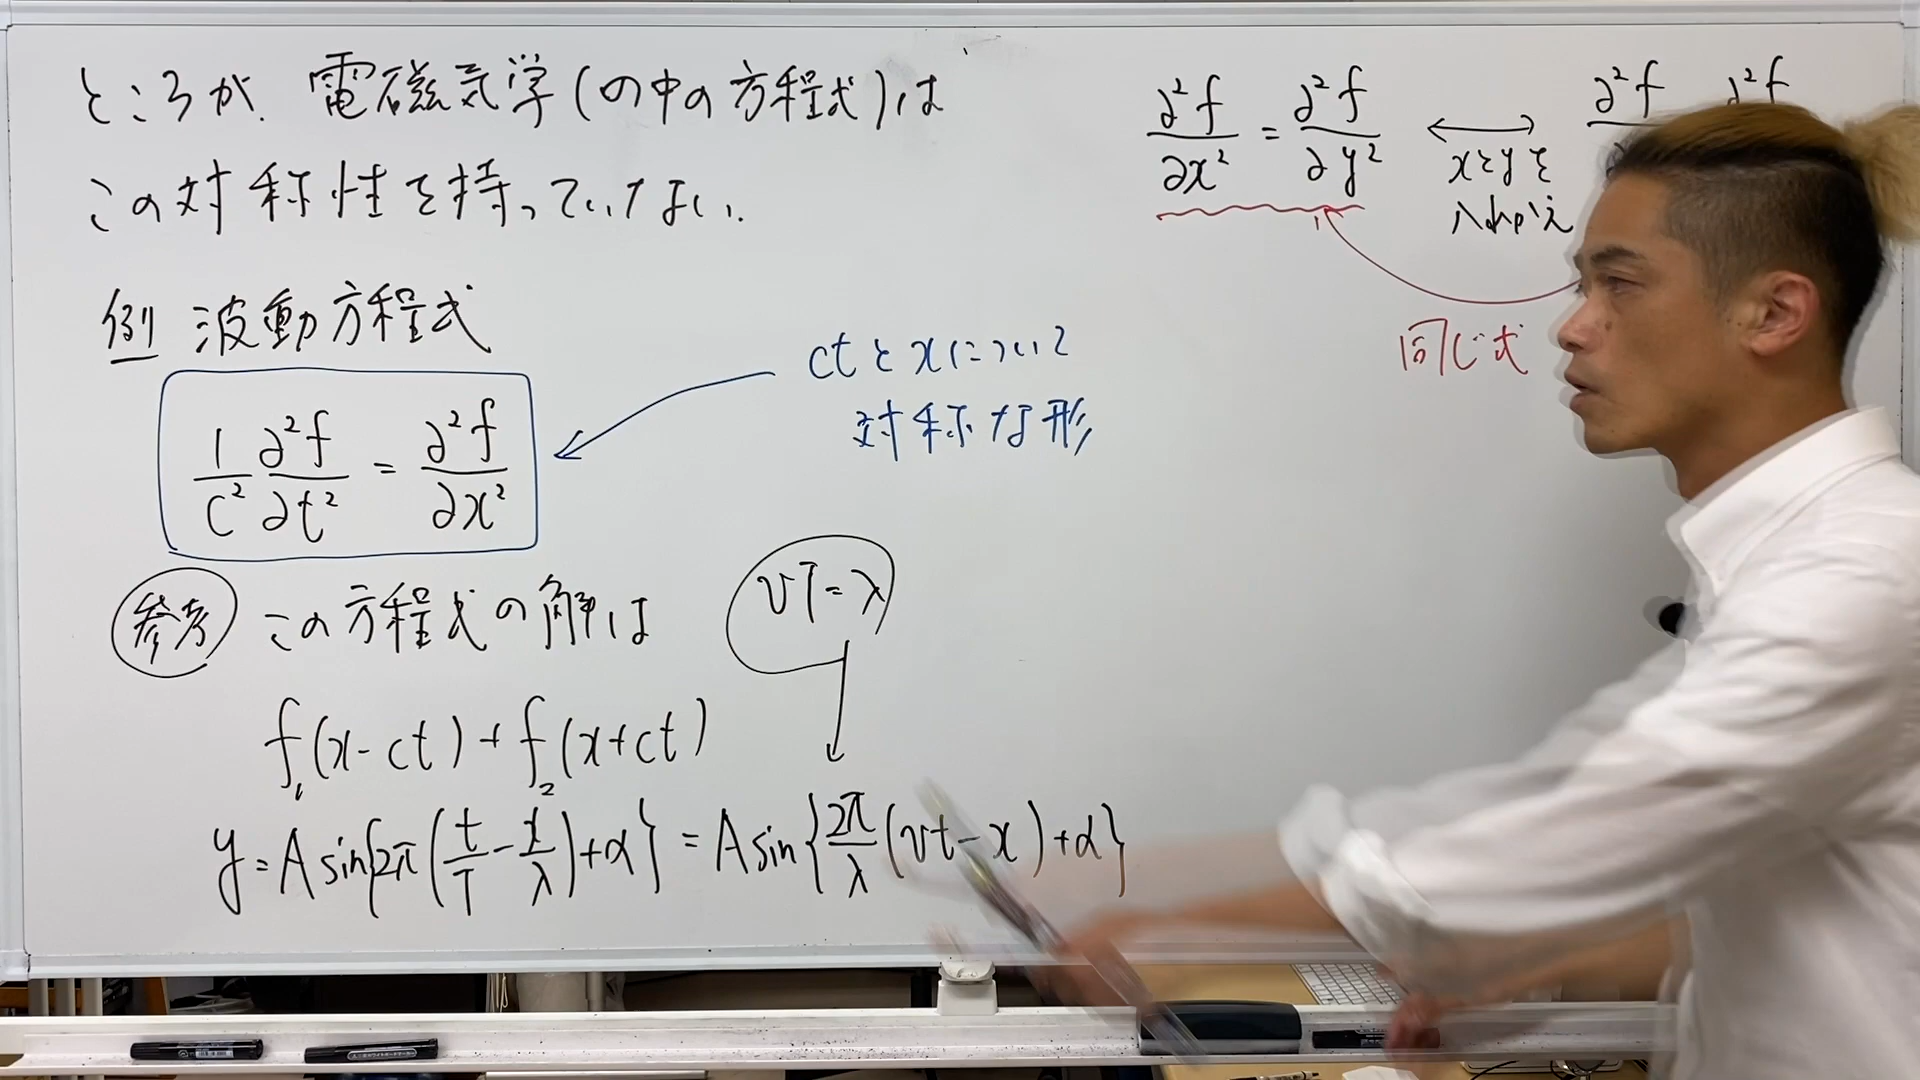 ところが、電磁気学(の中の方程式)は
この対称性を持っていない.
例 波動方程式
1/c² ∂²f/∂t² = ∂²f/∂x²
ctとxについて
対称な形
参考 この方程式の解は
f₁(x-ct)+f₂(x+ct)
vT=λ
y=A sin{2π(t/T-x/λ)+α}=A sin{2π/λ(vt-x)+α}
∂²f/∂x² = ∂²f/∂y² ⟷ ∂²f ∂²f
xとyを
入れかえ
同じ式